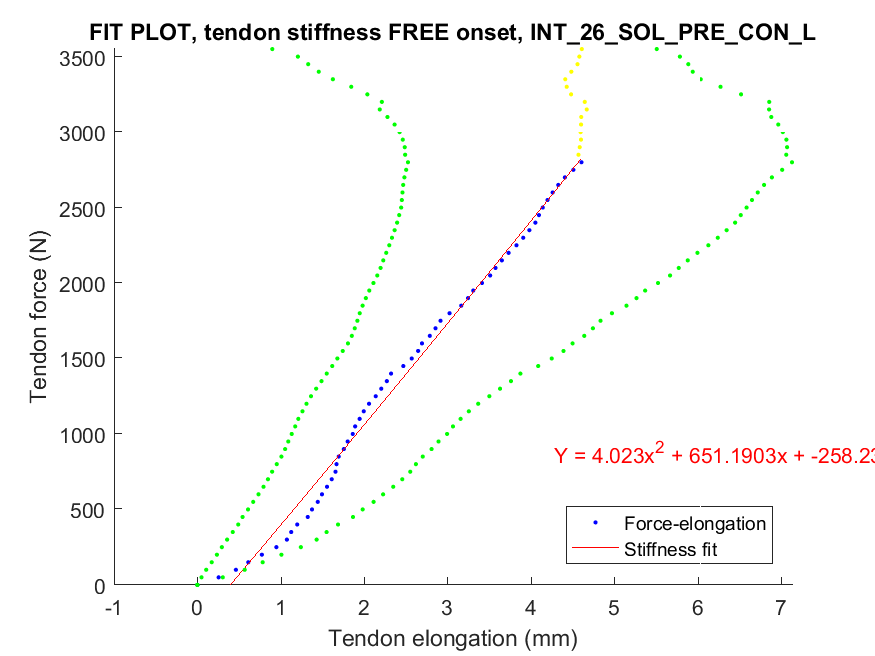 FIT PLOT, tendon stiffness FREE onset, INT_26_SOL_PRE_CON_L
3500
3000
2500
2000
1500
1000
500
0
Tendon force (N)
Y = 4.023x² + 651.1903x + -258.23
Force-elongation
Stiffness fit
-1 0 1 2 3 4 5 6 7
Tendon elongation (mm)